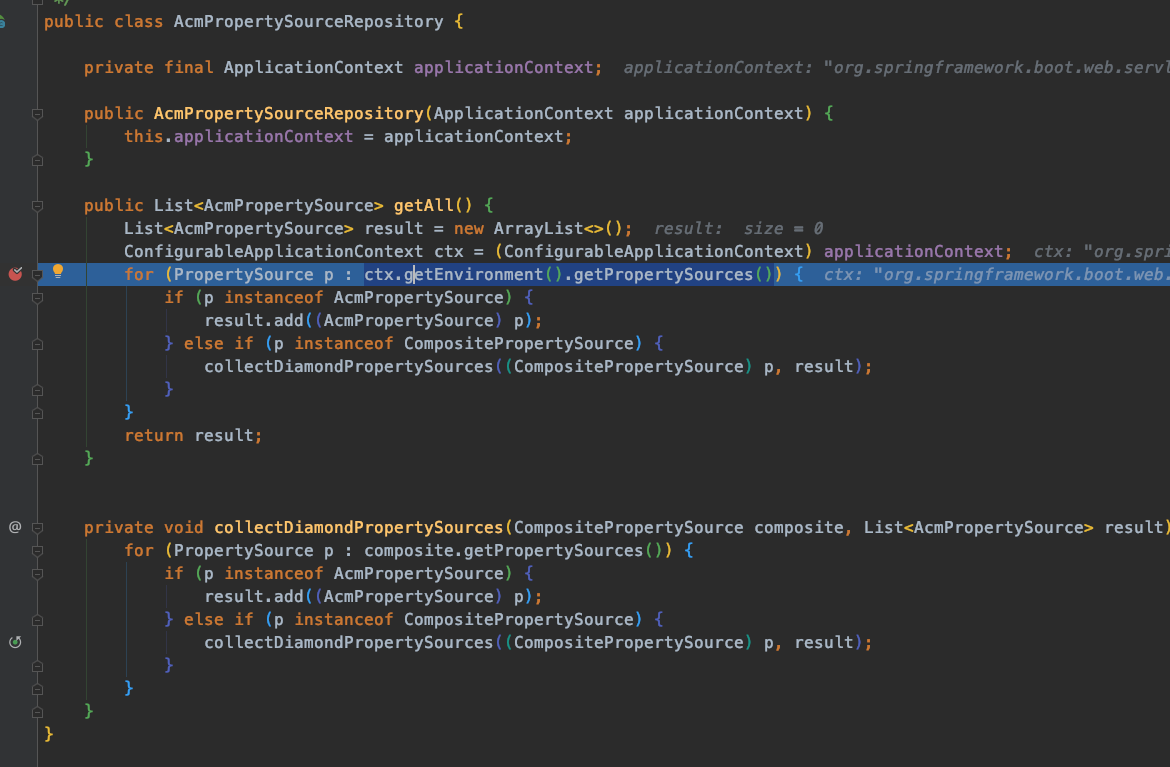 */
public class AcmPropertySourceRepository {
private final ApplicationContext applicationContext; applicationContext: "org.springframework.boot.web.servl
public AcmPropertySourceRepository(ApplicationContext applicationContext) {
this.applicationContext = applicationContext;
}
public List<AcmPropertySource> getAll() {
List<AcmPropertySource> result = new ArrayList<>(); result: size = 0
ConfigurableApplicationContext ctx = (ConfigurableApplicationContext) applicationContext; ctx: "org.spri
for (PropertySource p : ctx.getEnvironment().getPropertySources()) { ctx: "org.springframework.boot.web.
if (p instanceof AcmPropertySource) {
result.add((AcmPropertySource) p);
} else if (p instanceof CompositePropertySource) {
collectDiamondPropertySources((CompositePropertySource) p, result);
}
}
return result;
}
@ private void collectDiamondPropertySources(CompositePropertySource composite, List<AcmPropertySource> result)
for (PropertySource p : composite.getPropertySources()) {
if (p instanceof AcmPropertySource) {
result.add((AcmPropertySource) p);
} else if (p instanceof CompositePropertySource) {
collectDiamondPropertySources((CompositePropertySource) p, result);
}
}
}
}